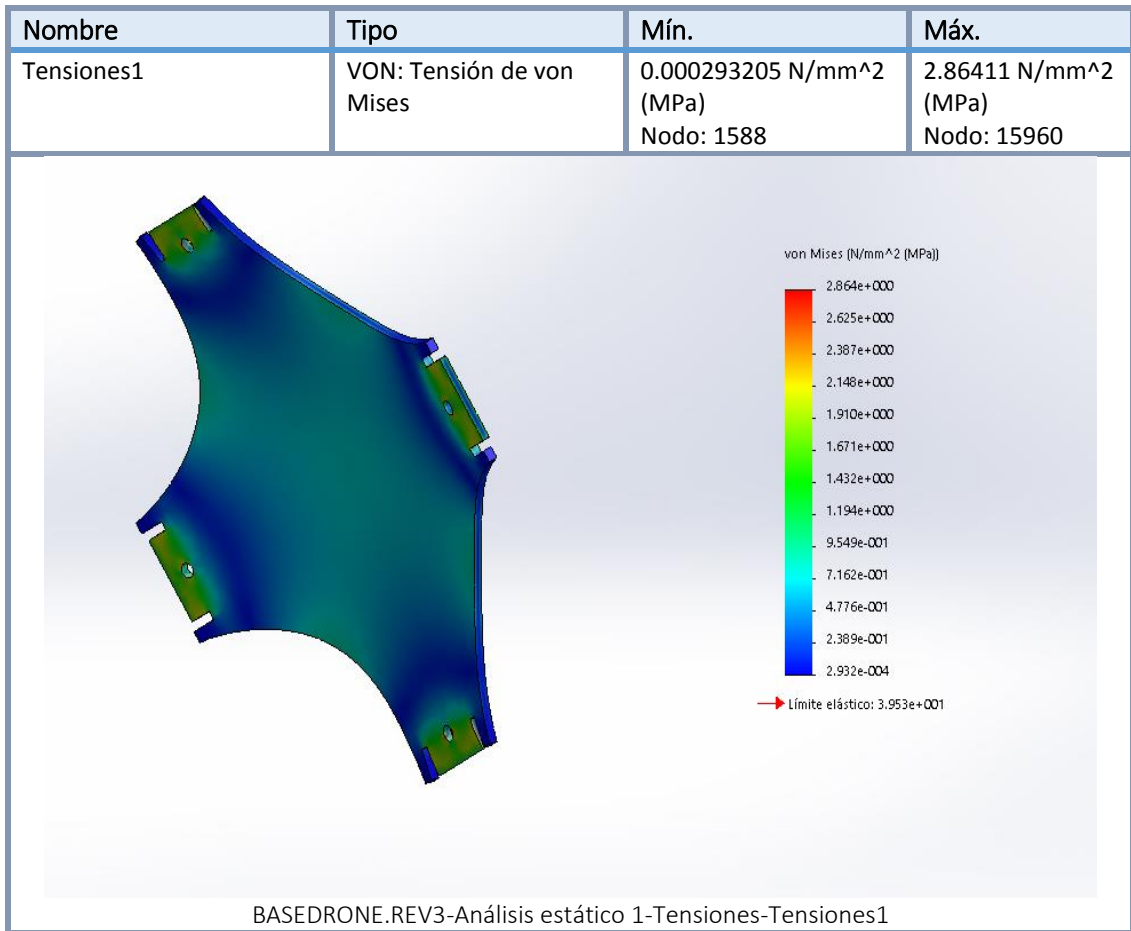 Nombre Tipo Mín. Máx.
Tensiones1 VON: Tensión de von 0.000293205 N/mm^2 2.86411 N/mm^2
Mises (MPa) (MPa)
Nodo: 1588 Nodo: 15960
von Mises (N/mm^2 (MPa))
2.864e+000
2.625e+000
2.387e+000
2.148e+000
1.910e+000
1.671e+000
1.432e+000
1.194e+000
9.549e-001
7.162e-001
4.776e-001
2.389e-001
2.932e-004
Límite elástico: 3.953e+001
BASEDRONE.REV3-Análisis estático 1-Tensiones-Tensiones1